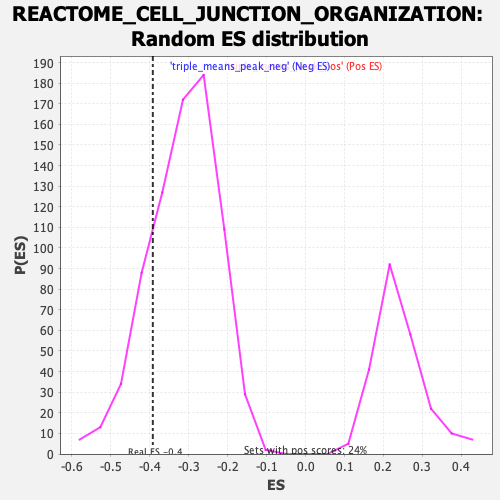 REACTOME_CELL_JUNCTION_ORGANIZATION:
Random ES distribution
'triple_means_peak_neg' (Neg ES)os' (Pos ES)
190
180
170
160
150
140
130
120
110
100
90
80
70
60
50
40
30
20
10
0
P(ES)
Real ES -0.4
Sets with pos scores: 24%
-0.6 -0.5 -0.4 -0.3 -0.2 -0.1 0.0 0.1 0.2 0.3 0.4
ES